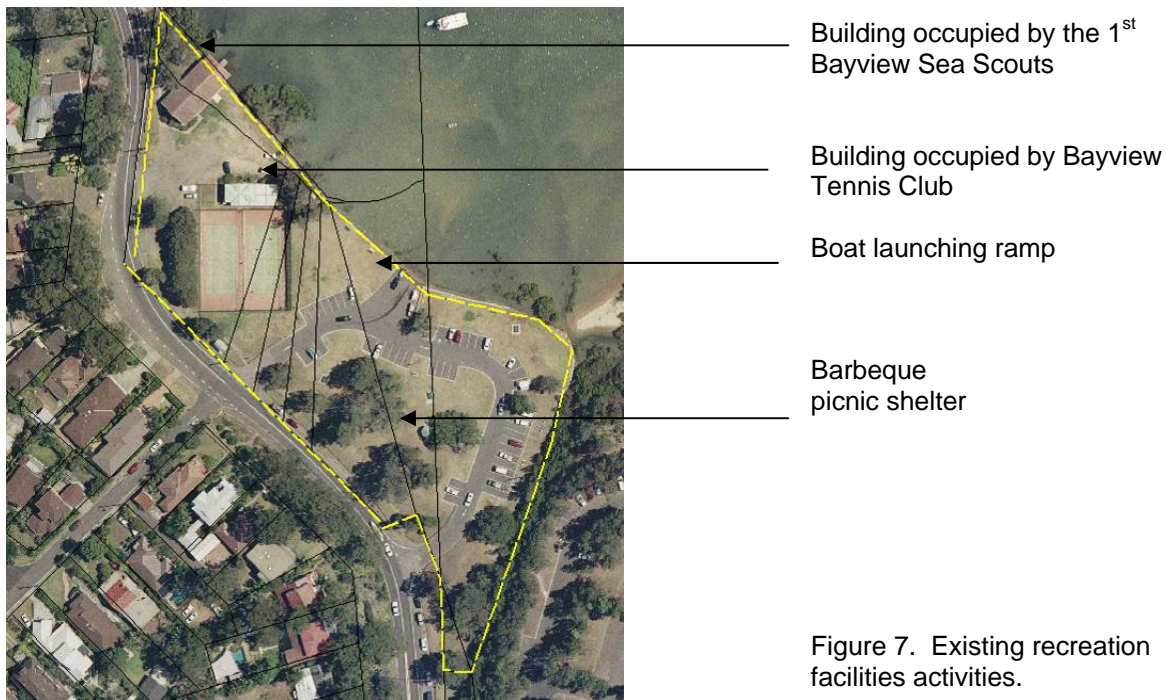 Building occupied by the 1st
Bayview Sea Scouts
Building occupied by Bayview
Tennis Club
Boat launching ramp
Barbeque
picnic shelter
Figure 7. Existing recreation
facilities activities.